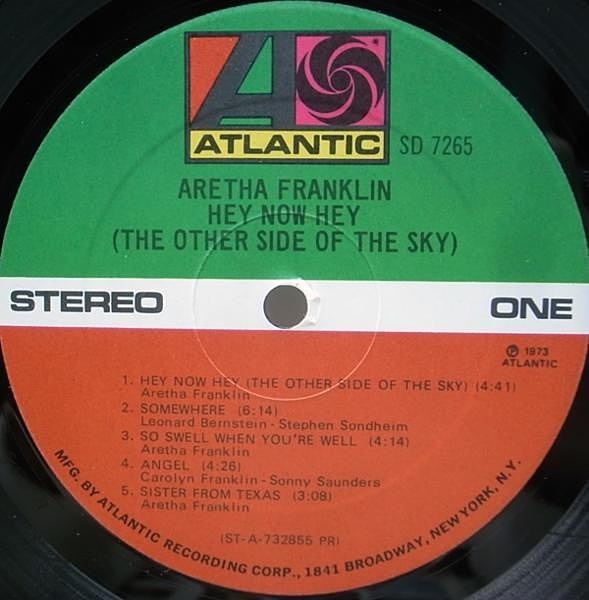 ATLANTIC
SD 7265
ARETHA FRANKLIN
HEY NOW HEY
(THE OTHER SIDE OF THE SKY)
STEREO
ONE
Ⓟ 1973
ATLANTIC
1. HEY NOW HEY (THE OTHER SIDE OF THE SKY) (4:41)
Aretha Franklin
2. SOMEWHERE (6:14)
Leonard Bernstein - Stephen Sondheim
3. SO SWELL WHEN YOU'RE WELL (4:14)
Aretha Franklin
4. ANGEL (4:26)
Carolyn Franklin - Sonny Saunders
5. SISTER FROM TEXAS (3:08)
Aretha Franklin
(ST-A-732855 PR)
MFG. BY ATLANTIC RECORDING CORP., 1841 BROADWAY, NEW YORK, N.Y.